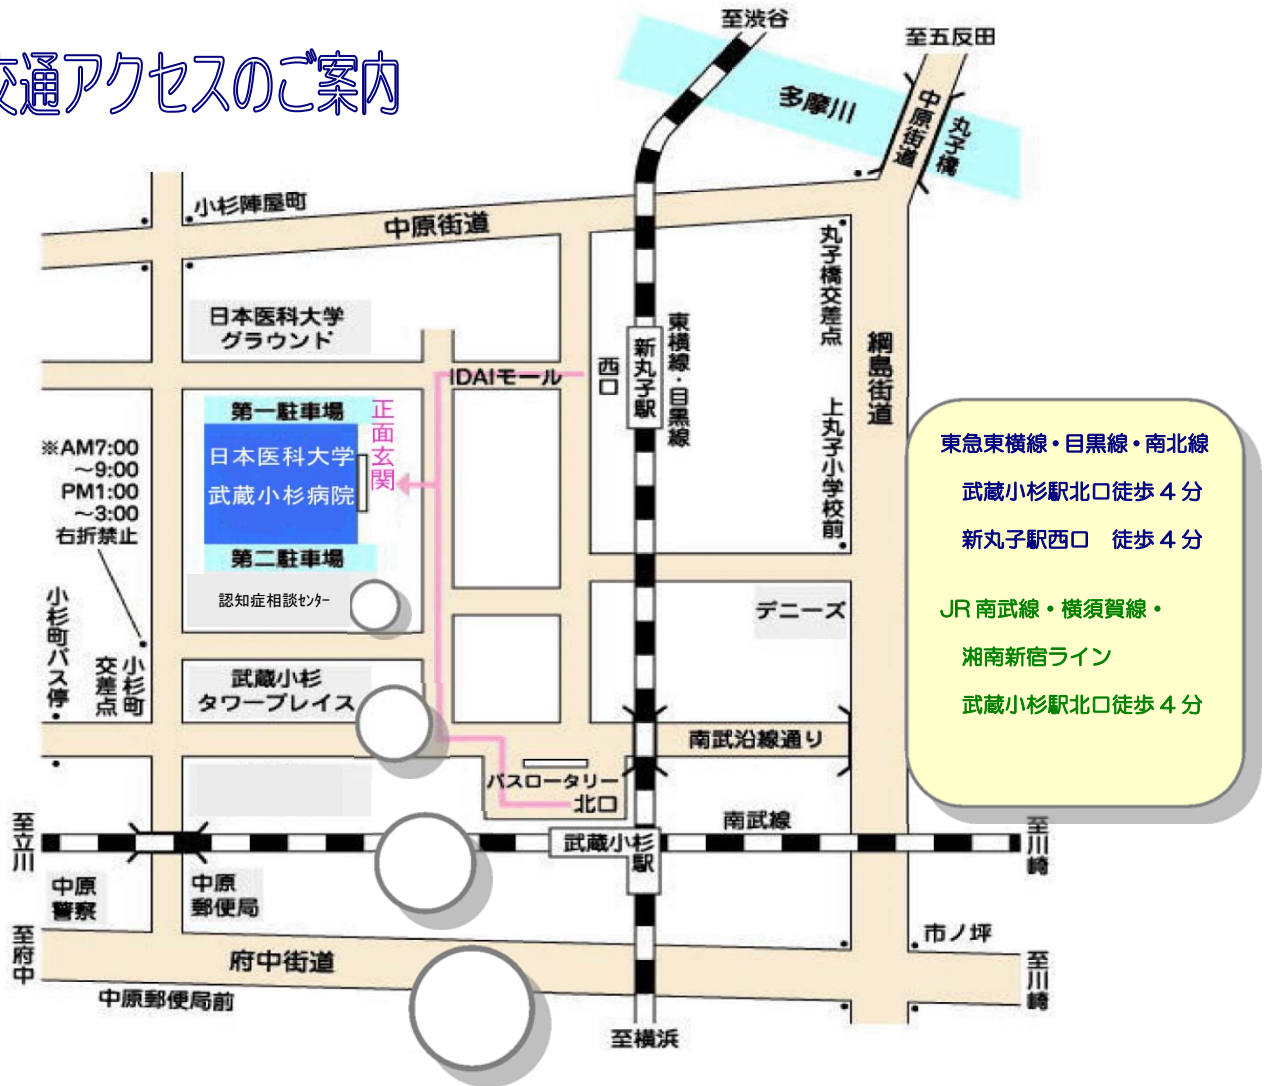 交通アクセスのご案内
至渋谷
至五反田
多摩川
中原街道
丸子橋
小杉陣屋町
中原街道
丸子橋交差点
日本医科大学
グラウンド
新丸子駅
東横線・目黒線
西口
綱島街道
IDAIモール
上丸子小学校前
第一駐車場
正面玄関
日本医科大学
武蔵小杉病院
第二駐車場
認知症相談センター
※AM7:00
～9:00
PM1:00
～3:00
右折禁止
東急東横線・目黒線・南北線
武蔵小杉駅北口徒歩4分
新丸子駅西口　徒歩4分
JR南武線・横須賀線・
湘南新宿ライン
武蔵小杉駅北口徒歩4分
デニーズ
小杉町バス停
小杉町
交差点
武蔵小杉
タワープレイス
南武沿線通り
バスロータリー
北口
南武線
至立川
武蔵小杉駅
至川崎
中原
警察
中原
郵便局
至府中
府中街道
市ノ坪
至川崎
中原郵便局前
至横浜